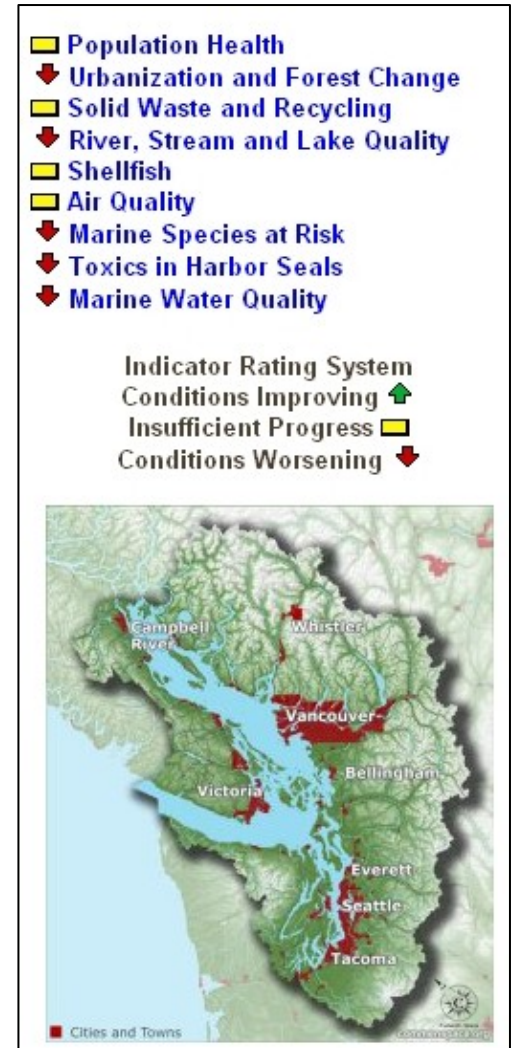 Population Health
Urbanization and Forest Change
Solid Waste and Recycling
River, Stream and Lake Quality
Shellfish
Air Quality
Marine Species at Risk
Toxics in Harbor Seals
Marine Water Quality
Indicator Rating System
Conditions Improving
Insufficient Progress
Conditions Worsening
Campbell
River
Whistler
Vancouver
Bellingham
Victoria
Everett
Seattle
Tacoma
Cities and Towns